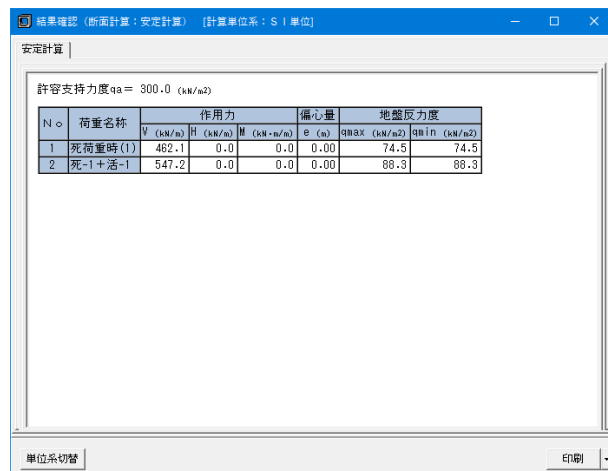 結果確認（断面計算：安定計算） [計算単位系：ＳＩ単位]
安定計算
許容支持力度qa＝ 300.0 (kN/m2)
Ｎｏ 荷重名称 作用力 偏心量 地盤反力度
V (kN/m) H (kN/m) M (kN・m/m) e (m) qmax (kN/m2) qmin (kN/m2)
1 死荷重時(1) 462.1 0.0 0.0 0.00 74.5 74.5
2 死-1＋活-1 547.2 0.0 0.0 0.00 88.3 88.3
単位系切替 印刷